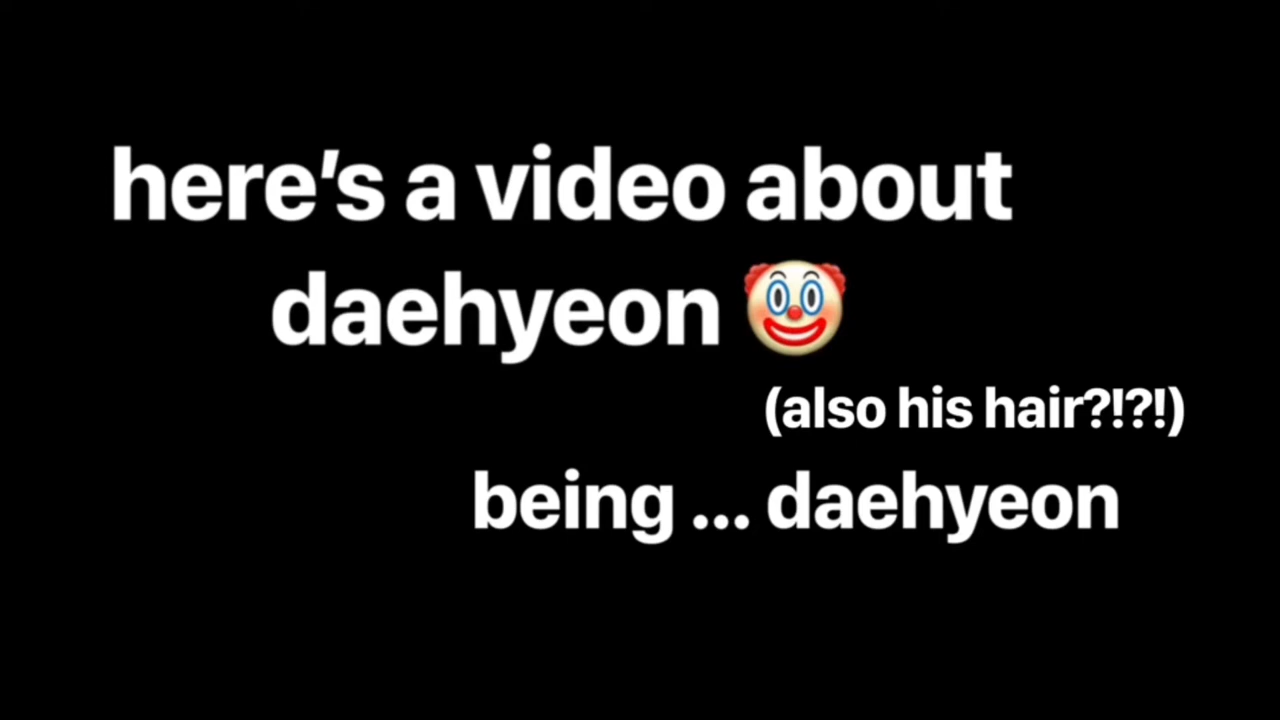 here's a video about
daehyeon 🤡
(also his hair?!?!)
being ... daehyeon